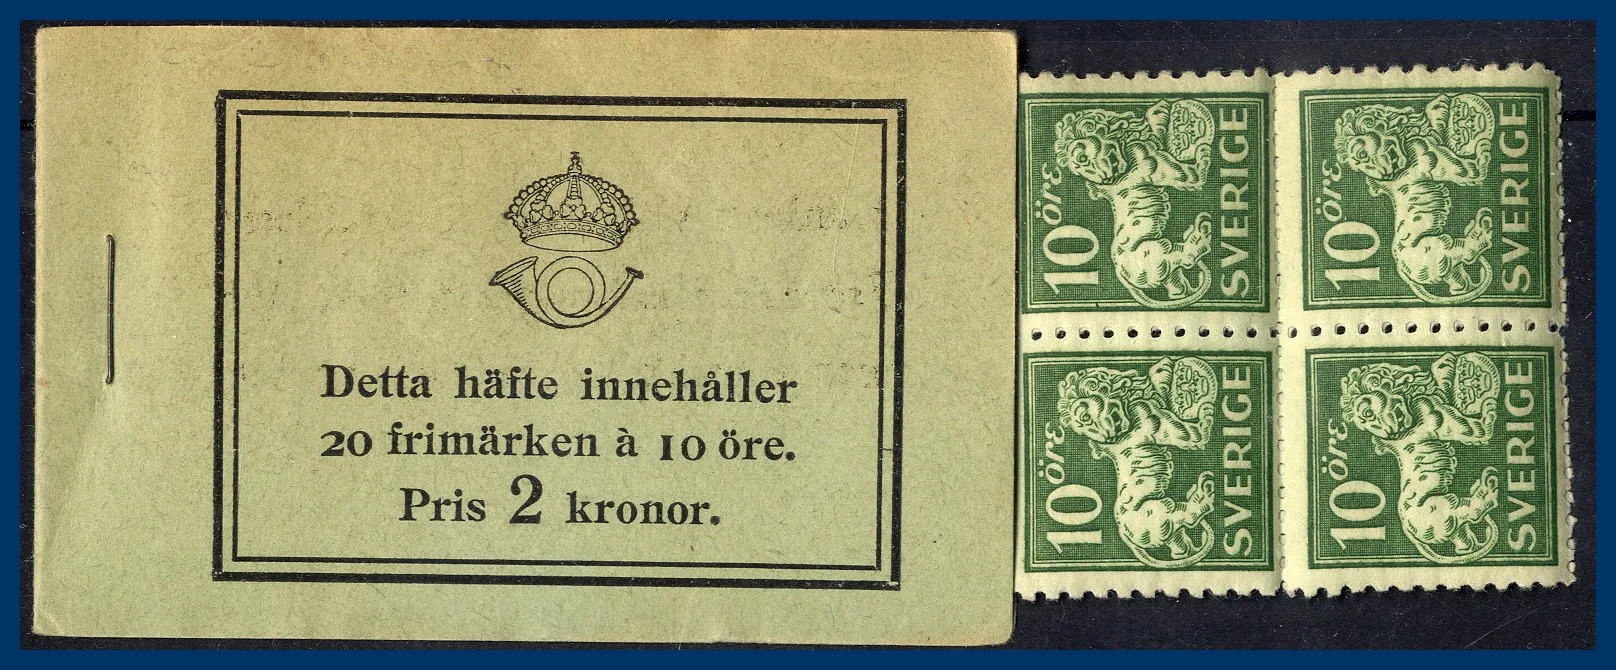 Detta häfte innehåller
20 frimärken à 10 öre.
Pris 2 kronor.
10 öre
SVERIGE
10 öre
SVERIGE
10 öre
SVERIGE
10 öre
SVERIGE